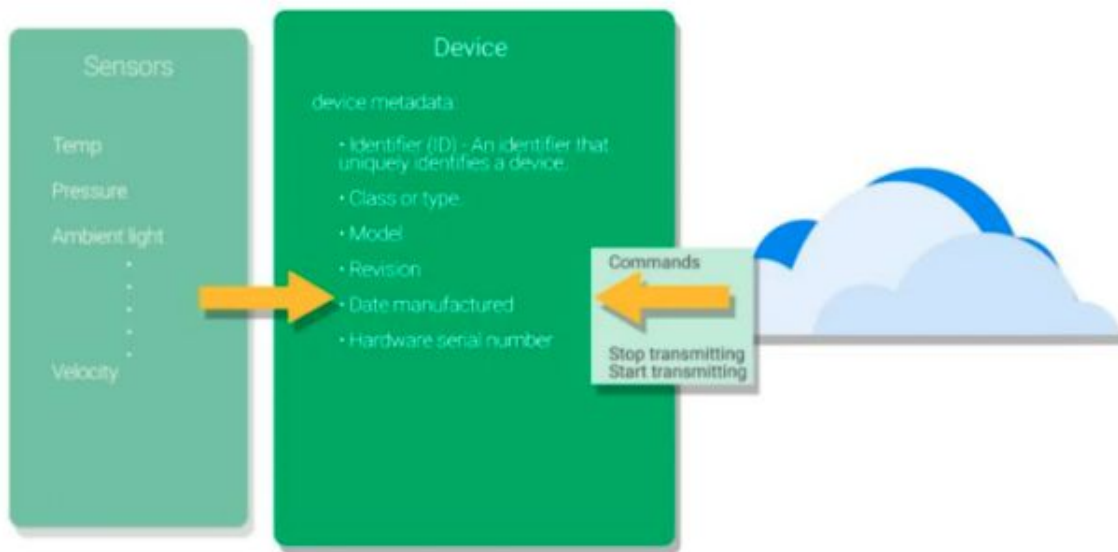 Sensors
Temp
Pressure
Ambient light
Velocity
Device
device metadata:
• Identifier (ID) - An identifier that
uniquely identifies a device.
• Class or type.
• Model
• Revision
• Date manufactured
• Hardware serial number
Commands
Stop transmitting
Start transmitting